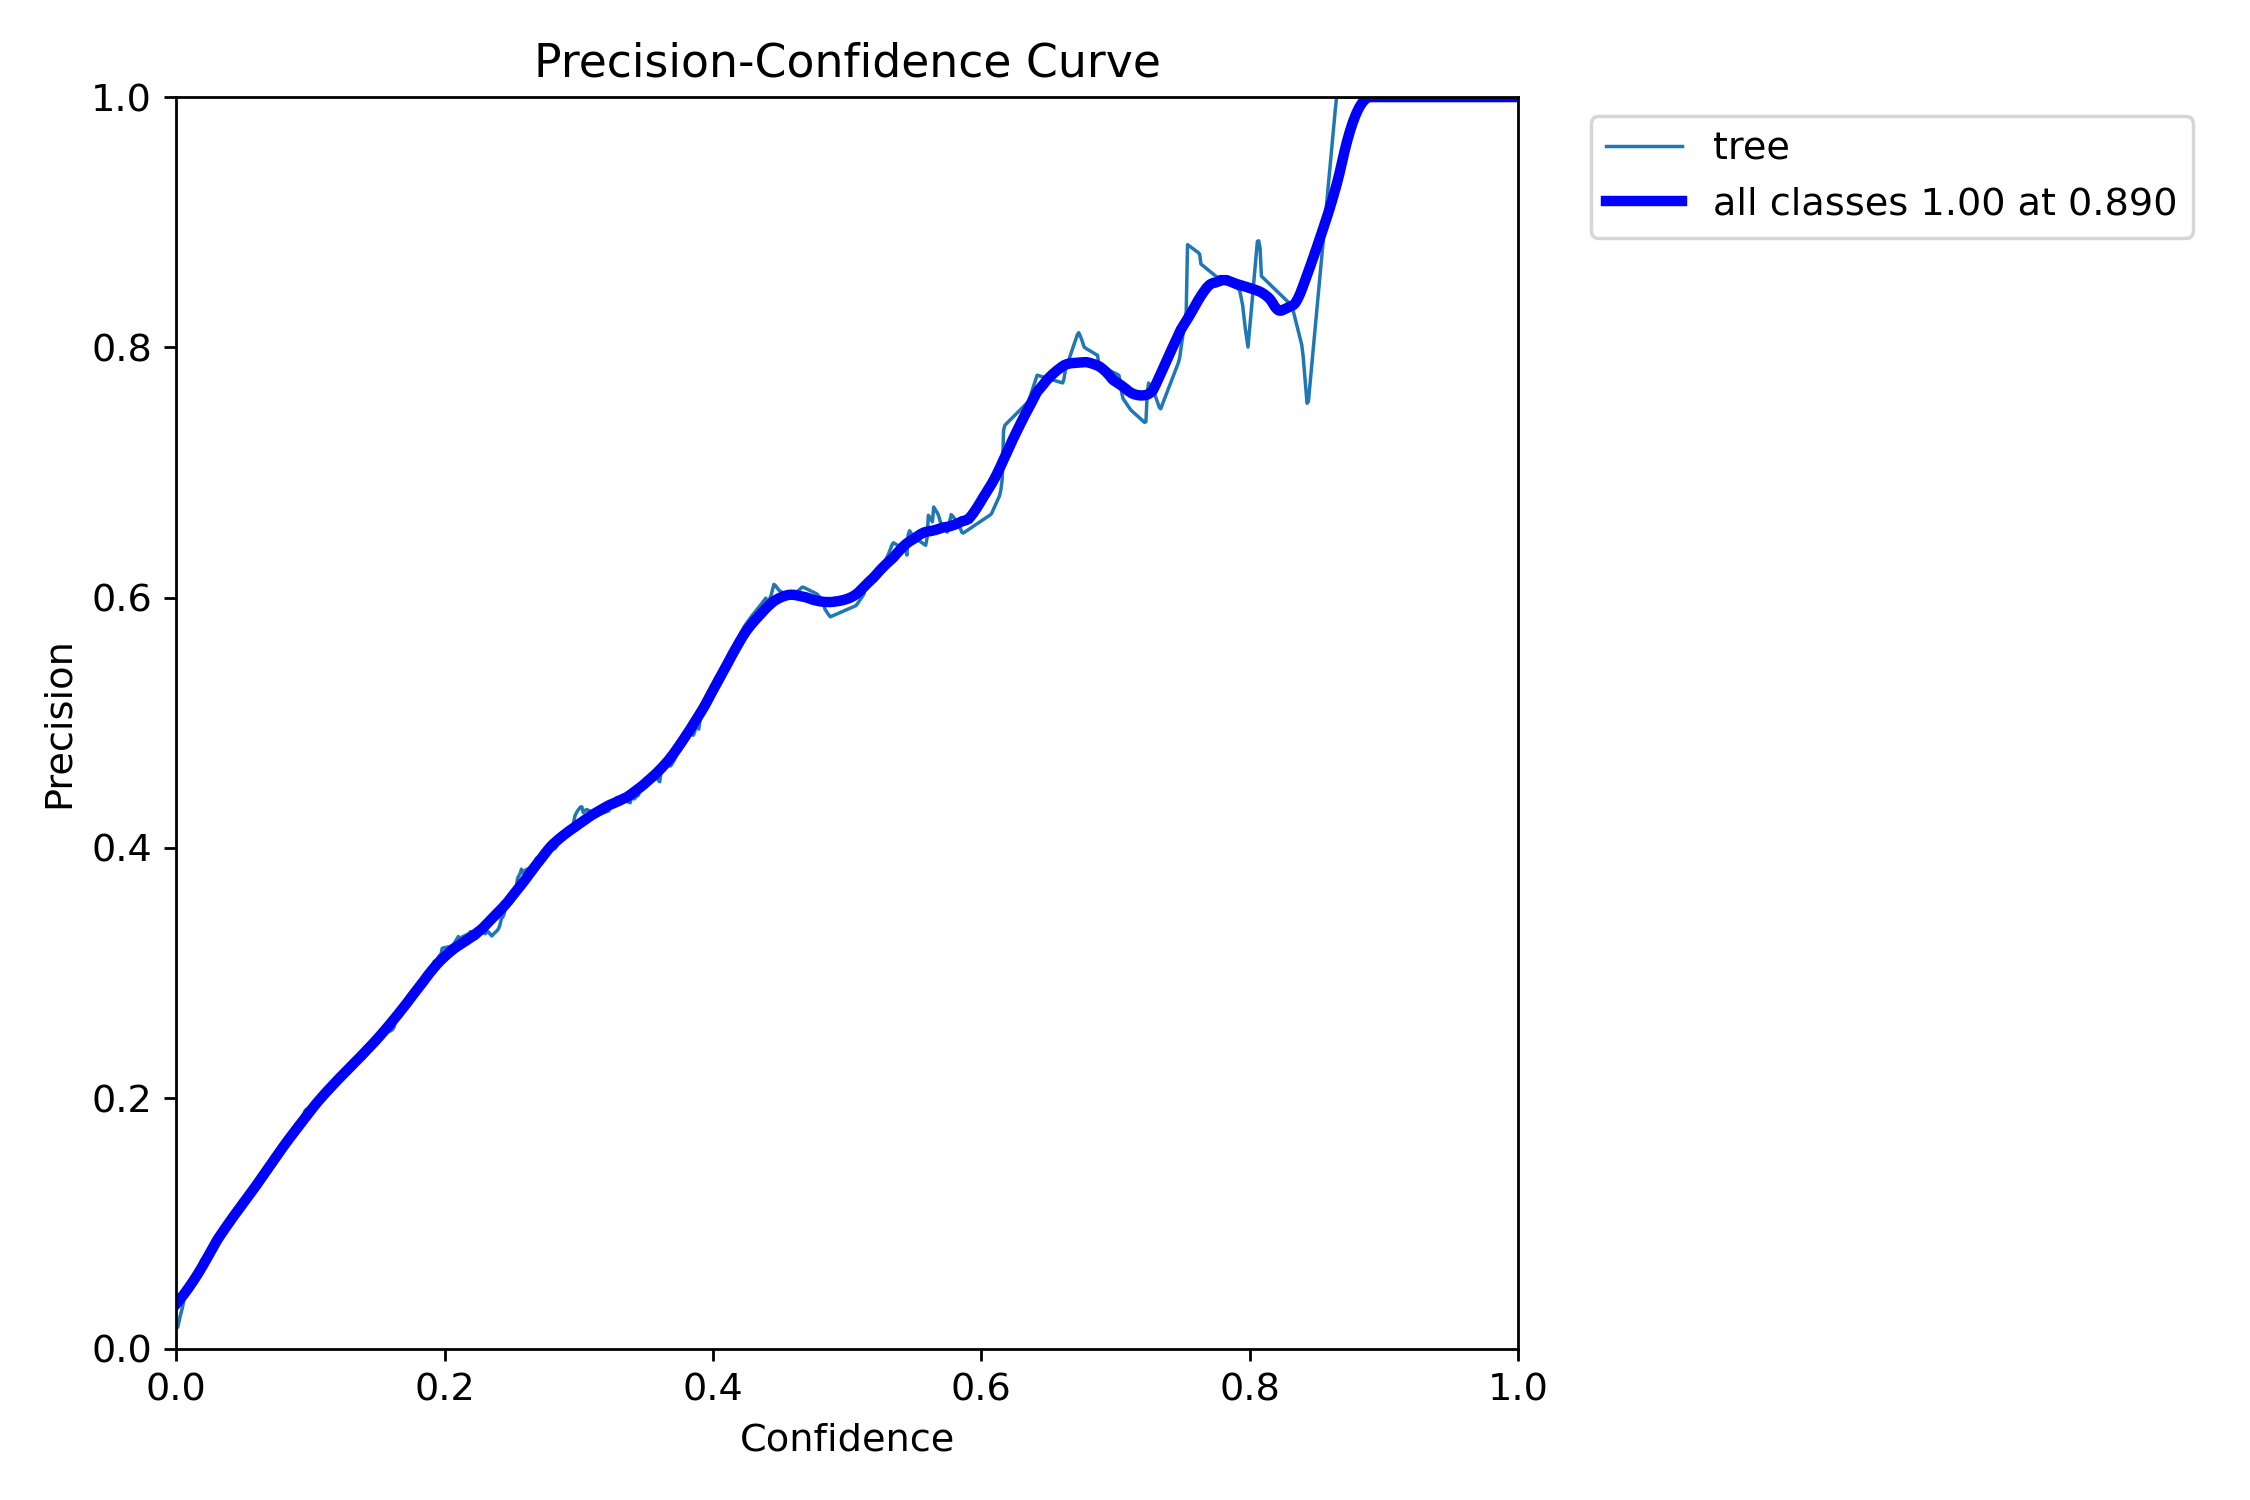 Precision-Confidence Curve
1.0
0.8
0.6
0.4
0.2
0.0
Precision
0.0 0.2 0.4 0.6 0.8 1.0
Confidence
tree
all classes 1.00 at 0.890